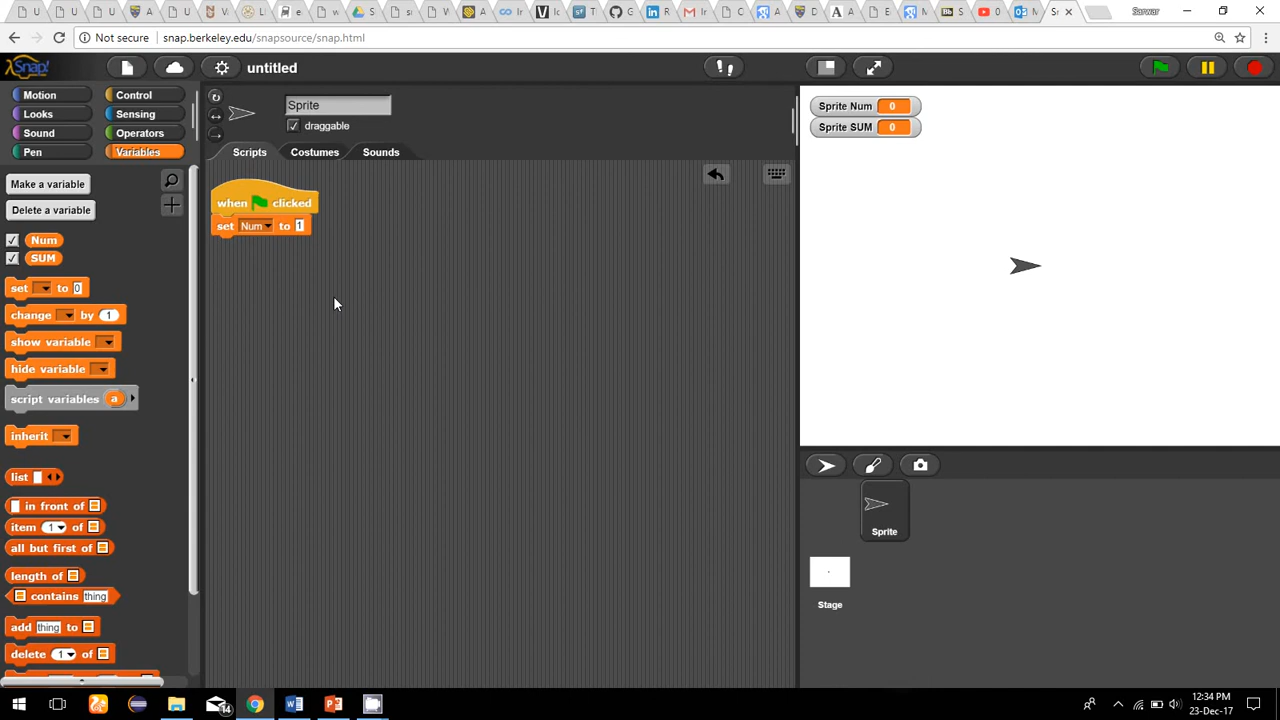 Sarwar
Not secure | snap.berkeley.edu/snapsource/snap.html
Snap!
untitled
Motion
Control
Looks
Sensing
Sound
Operators
Pen
Variables
Sprite
draggable
Scripts
Costumes
Sounds
Make a variable
Delete a variable
Num
SUM
set to 0
change by 1
show variable
hide variable
script variables a
inherit
list
in front of
item 1 of
all but first of
length of
contains thing
add thing to
delete 1 of
when clicked
set Num to 1
Sprite Num 0
Sprite SUM 0
Sprite
Stage
14
12:34 PM
23-Dec-17